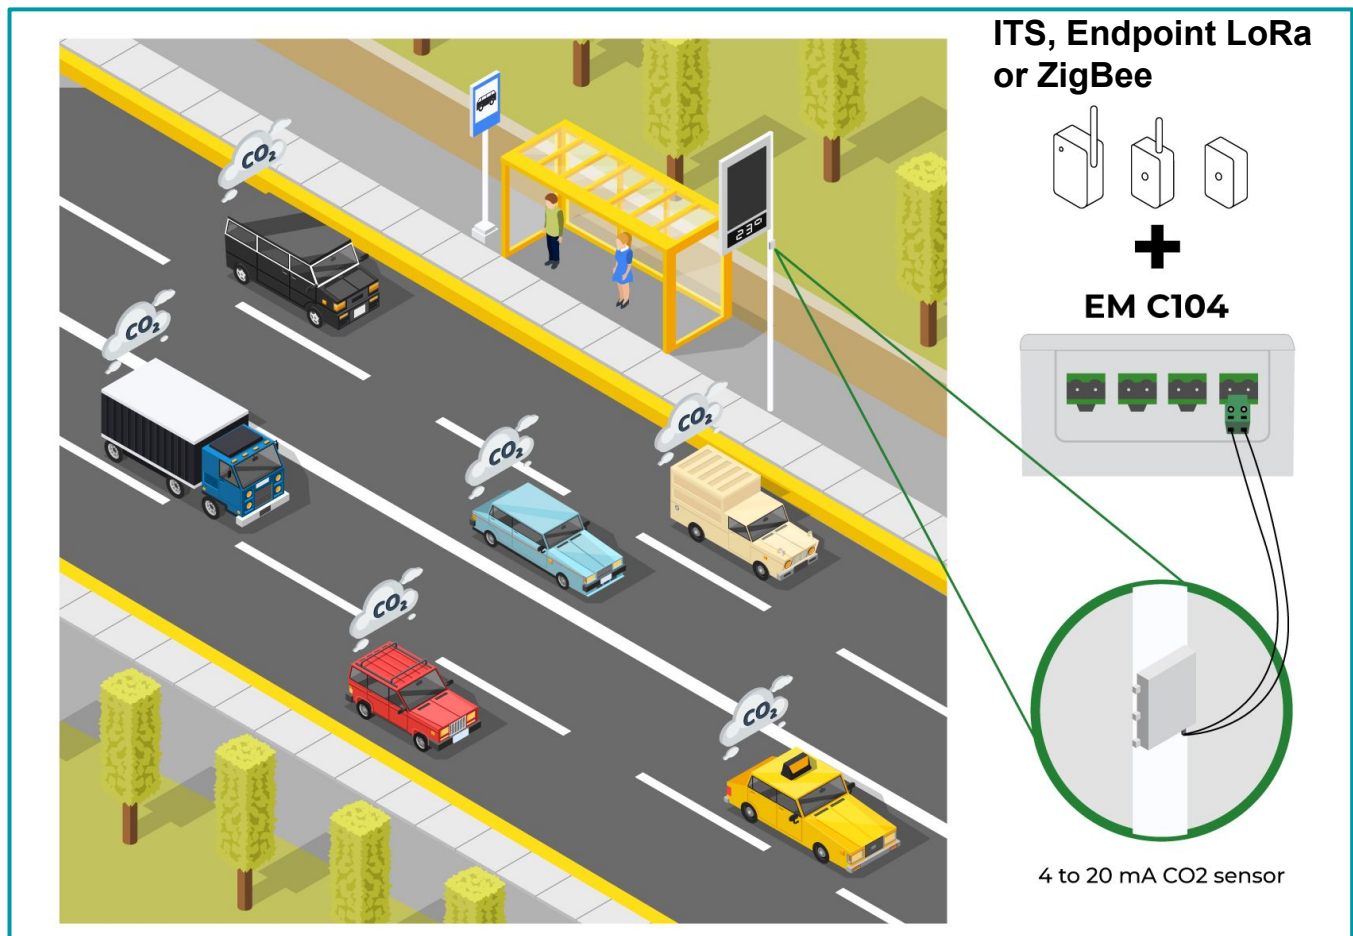 ITS, Endpoint LoRa
or ZigBee
EM C104
CO2
CO2
CO2
CO2
CO2
CO2
23°
4 to 20 mA CO2 sensor